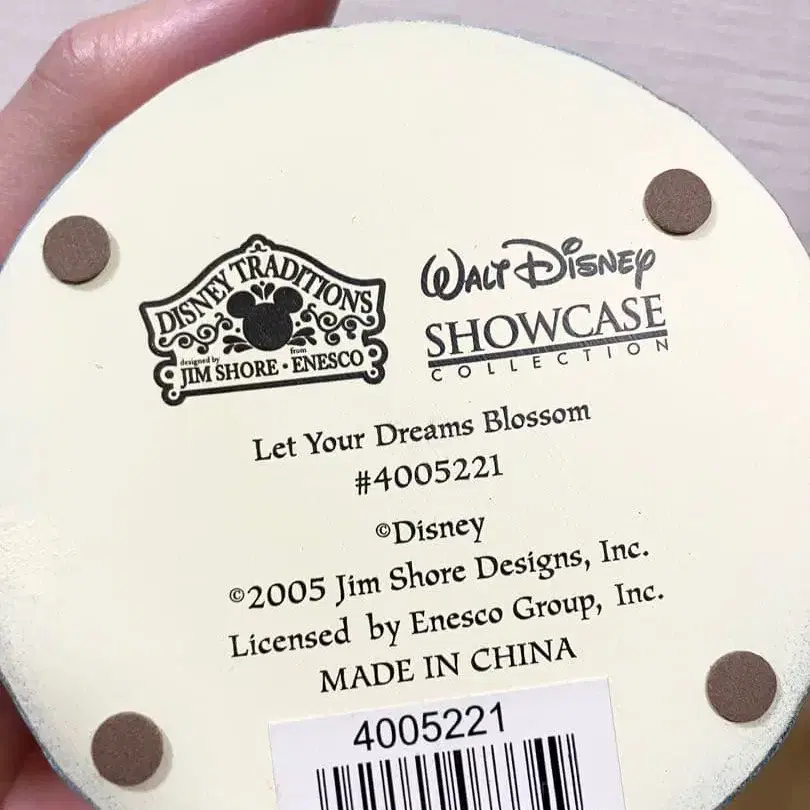 DISNEY TRADITIONS
designed by from
JIM SHORE • ENESCO
WALT DISNEY
SHOWCASE
COLLECTION
Let Your Dreams Blossom
#4005221
©Disney
©2005 Jim Shore Designs, Inc.
Licensed by Enesco Group, Inc.
MADE IN CHINA
4005221